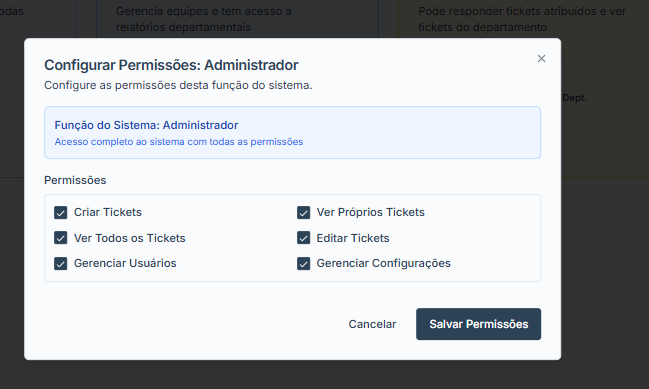 odas
Gerencia equipes e tem acesso a
relatórios departamentais
Pode responder tickets atribuídos e ver
tickets do departamento
Dept.
Configurar Permissões: Administrador
Configure as permissões desta função do sistema.
Função do Sistema: Administrador
Acesso completo ao sistema com todas as permissões
Permissões
Criar Tickets
Ver Próprios Tickets
Ver Todos os Tickets
Editar Tickets
Gerenciar Usuários
Gerenciar Configurações
Cancelar
Salvar Permissões